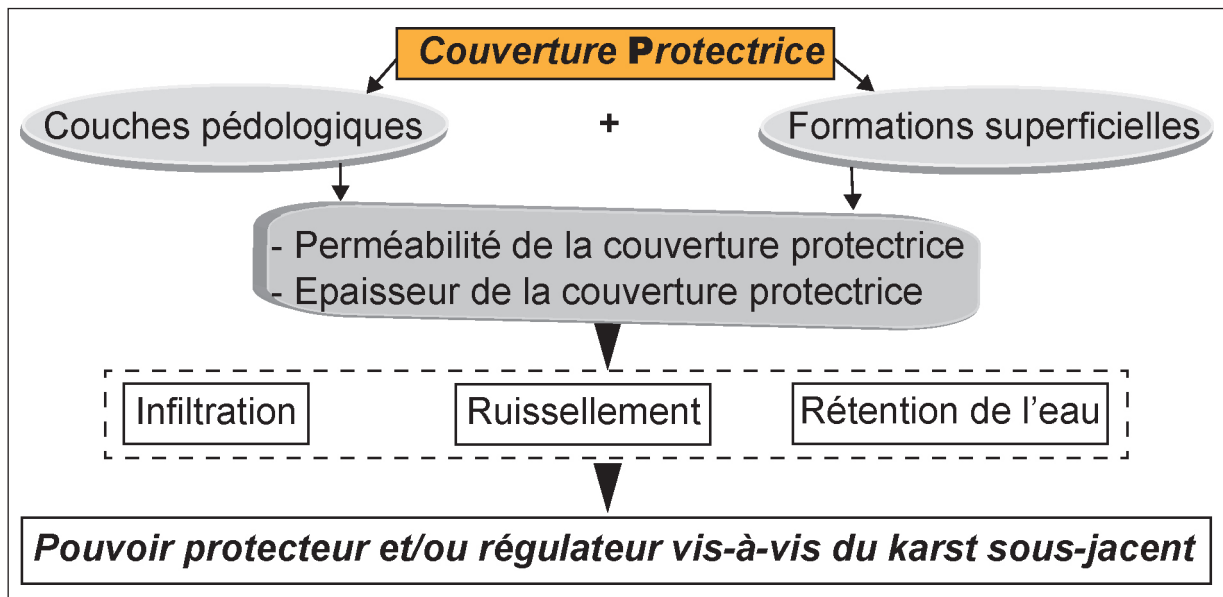 Couverture Protectrice
Couches pédologiques
+
Formations superficielles
- Perméabilité de la couverture protectrice
- Epaisseur de la couverture protectrice
Infiltration
Ruissellement
Rétention de l'eau
Pouvoir protecteur et/ou régulateur vis-à-vis du karst sous-jacent